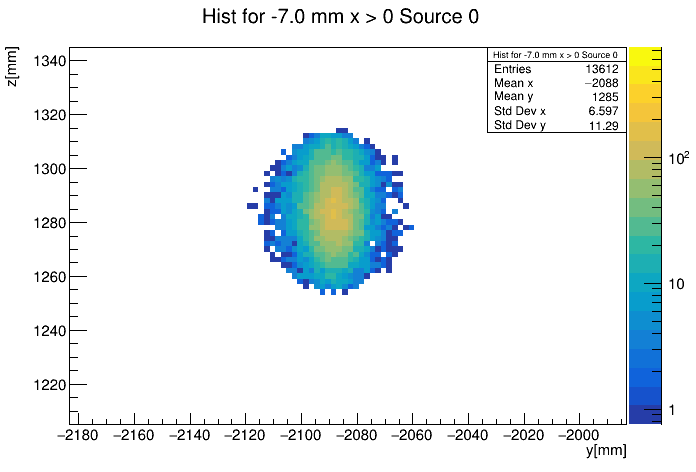 Hist for -7.0 mm x > 0 Source 0
z[mm]
Hist for -7.0 mm x > 0 Source 0
Entries 13612
Mean x −2088
Mean y 1285
Std Dev x 6.597
Std Dev y 11.29
1340
1320
1300
1280
1260
1240
1220
10²
10
1
−2180 −2160 −2140 −2120 −2100 −2080 −2060 −2040 −2020 −2000
y[mm]